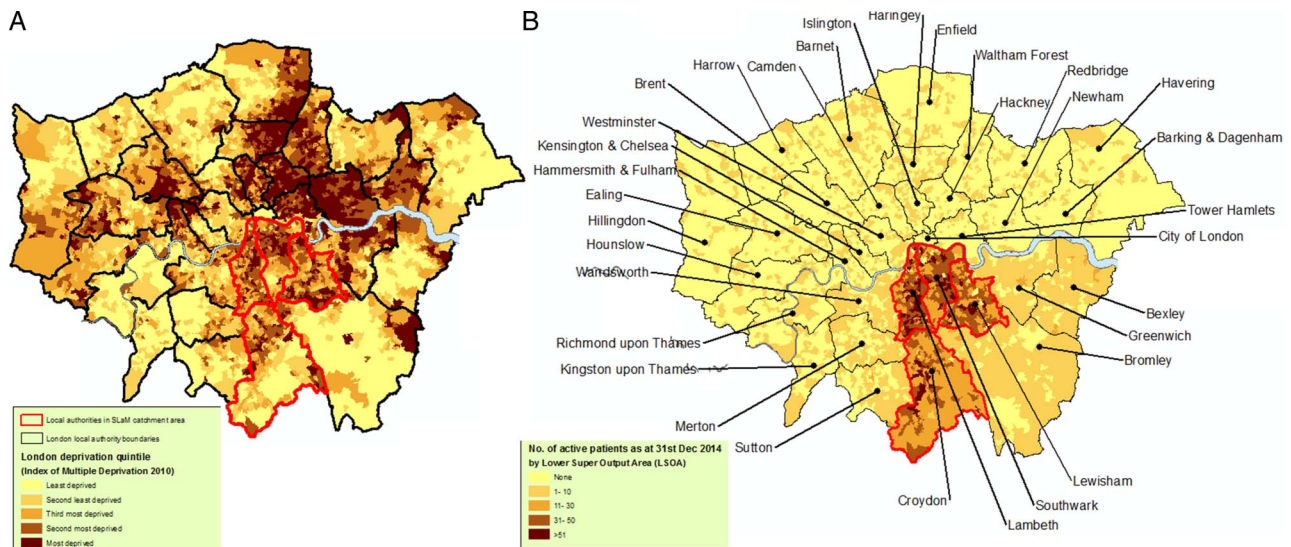 A
Local authorities in SLaM catchment area
London local authority boundaries
London deprivation quintile
(Index of Multiple Deprivation 2010)
Least deprived
Second least deprived
Third most deprived
Second most deprived
Most deprived
B
Haringey
Islington
Enfield
Barnet
Waltham Forest
Harrow
Camden
Redbridge
Brent
Hackney
Newham
Havering
Westminster
Barking & Dagenham
Kensington & Chelsea
Hammersmith & Fulham
Ealing
Tower Hamlets
Hillingdon
City of London
Hounslow
Wandsworth
Bexley
Greenwich
Richmond upon Thames
Bromley
Kingston upon Thames
Merton
Sutton
No. of active patients as at 31st Dec 2014
by Lower Super Output Area (LSOA)
None
1- 10
11- 30
31- 50
>51
Lewisham
Croydon
Southwark
Lambeth